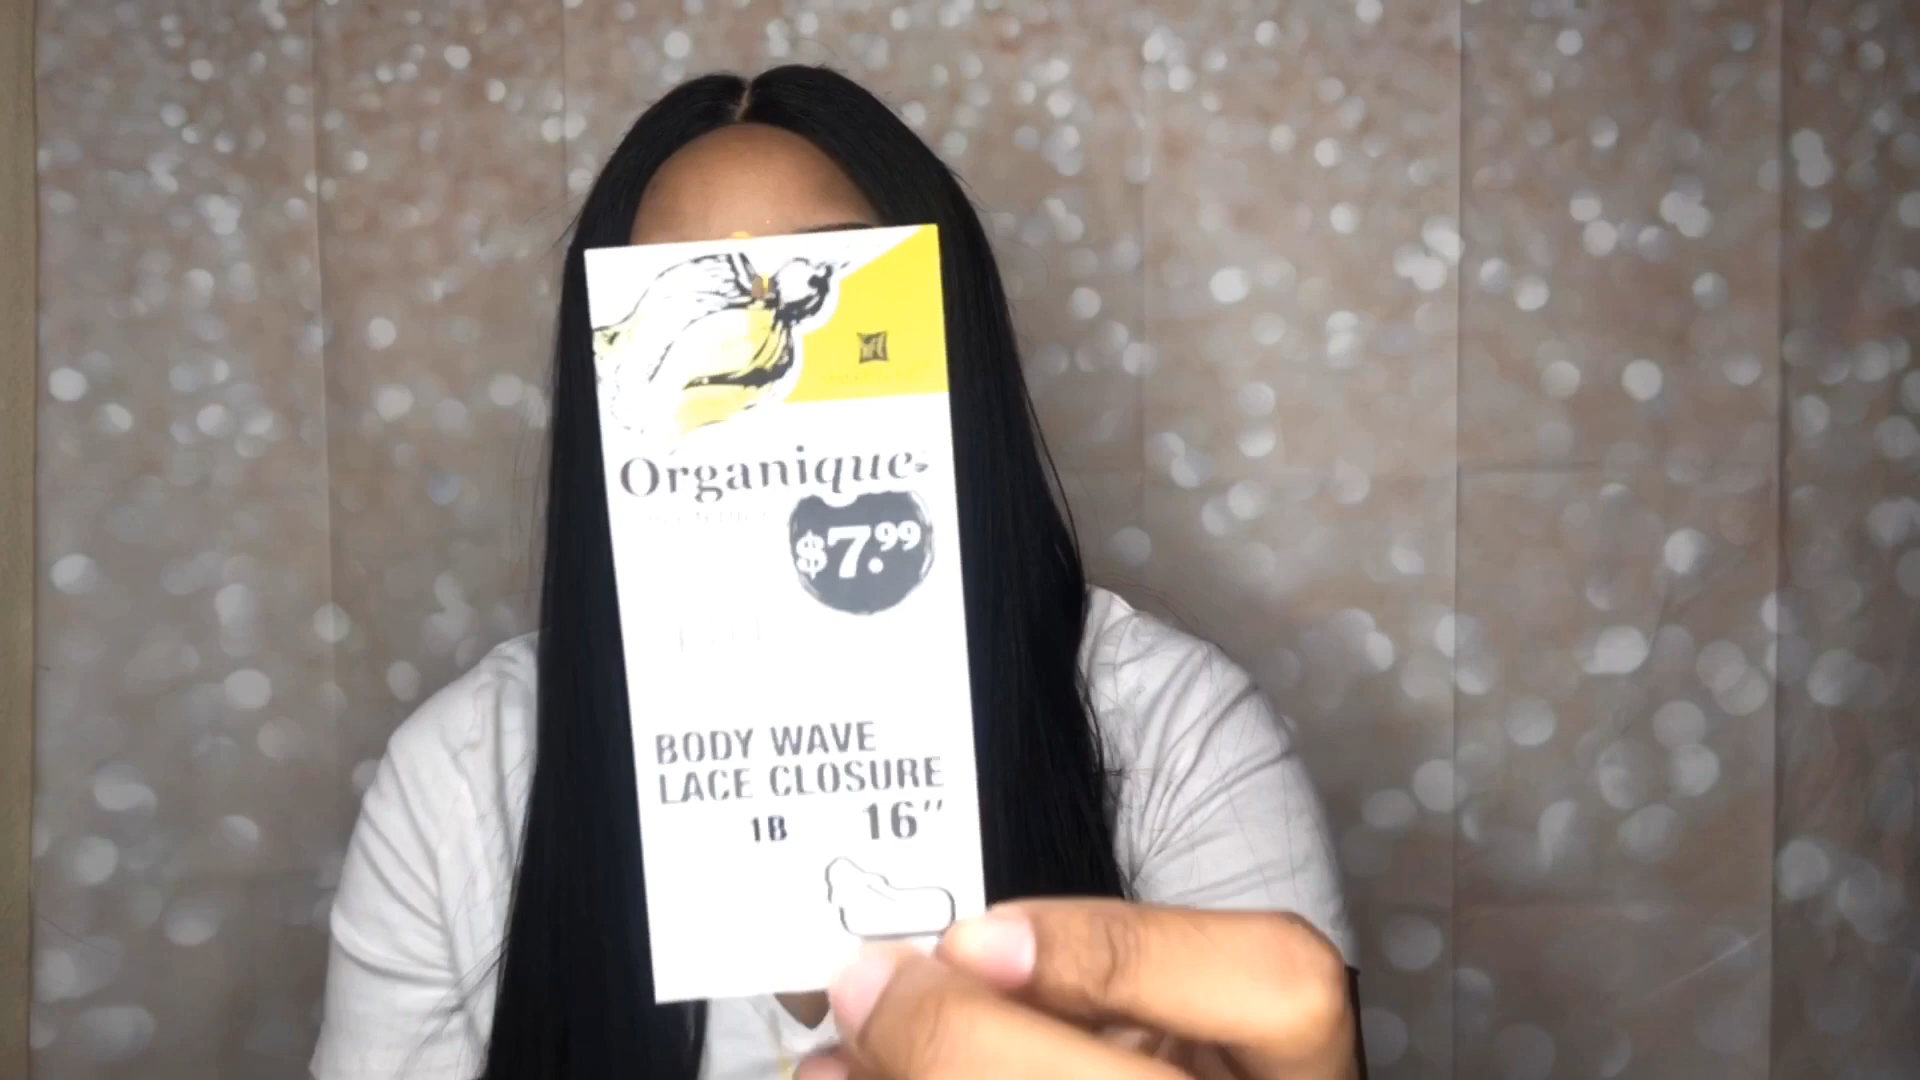 Organique
$7.99
BODY WAVE
LACE CLOSURE
1B 16"